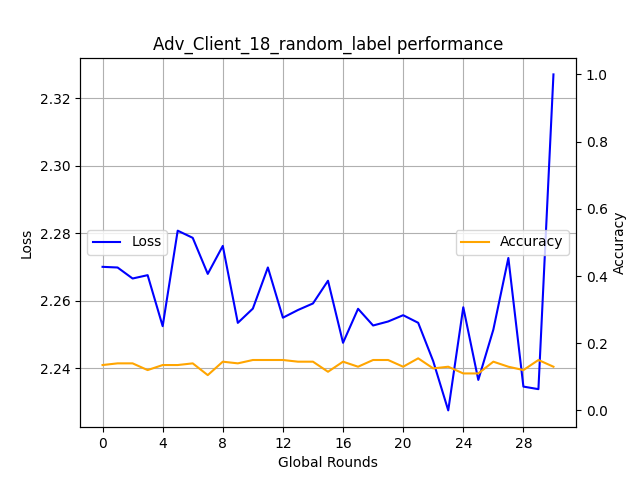 Adv_Client_18_random_label performance
2.32
2.30
2.28
2.26
2.24
Loss
Loss
Accuracy
1.0
0.8
0.6
0.4
0.2
0.0
Accuracy
0 4 8 12 16 20 24 28
Global Rounds